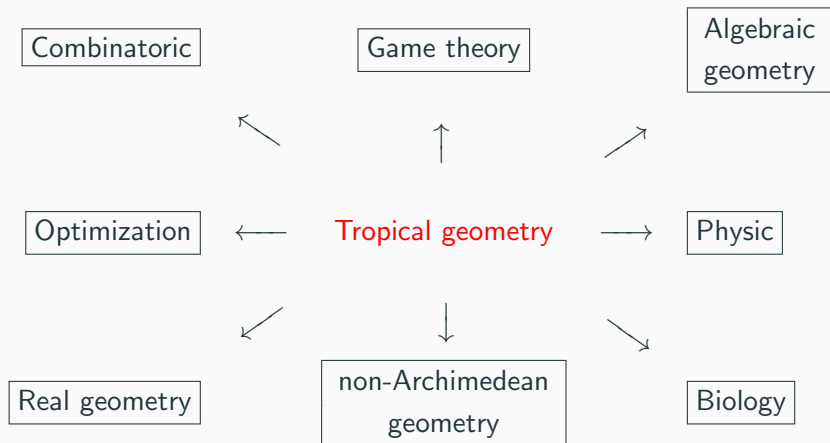 Combinatoric
Game theory
Algebraic
geometry
Optimization
Tropical geometry
Physic
Real geometry
non-Archimedean
geometry
Biology